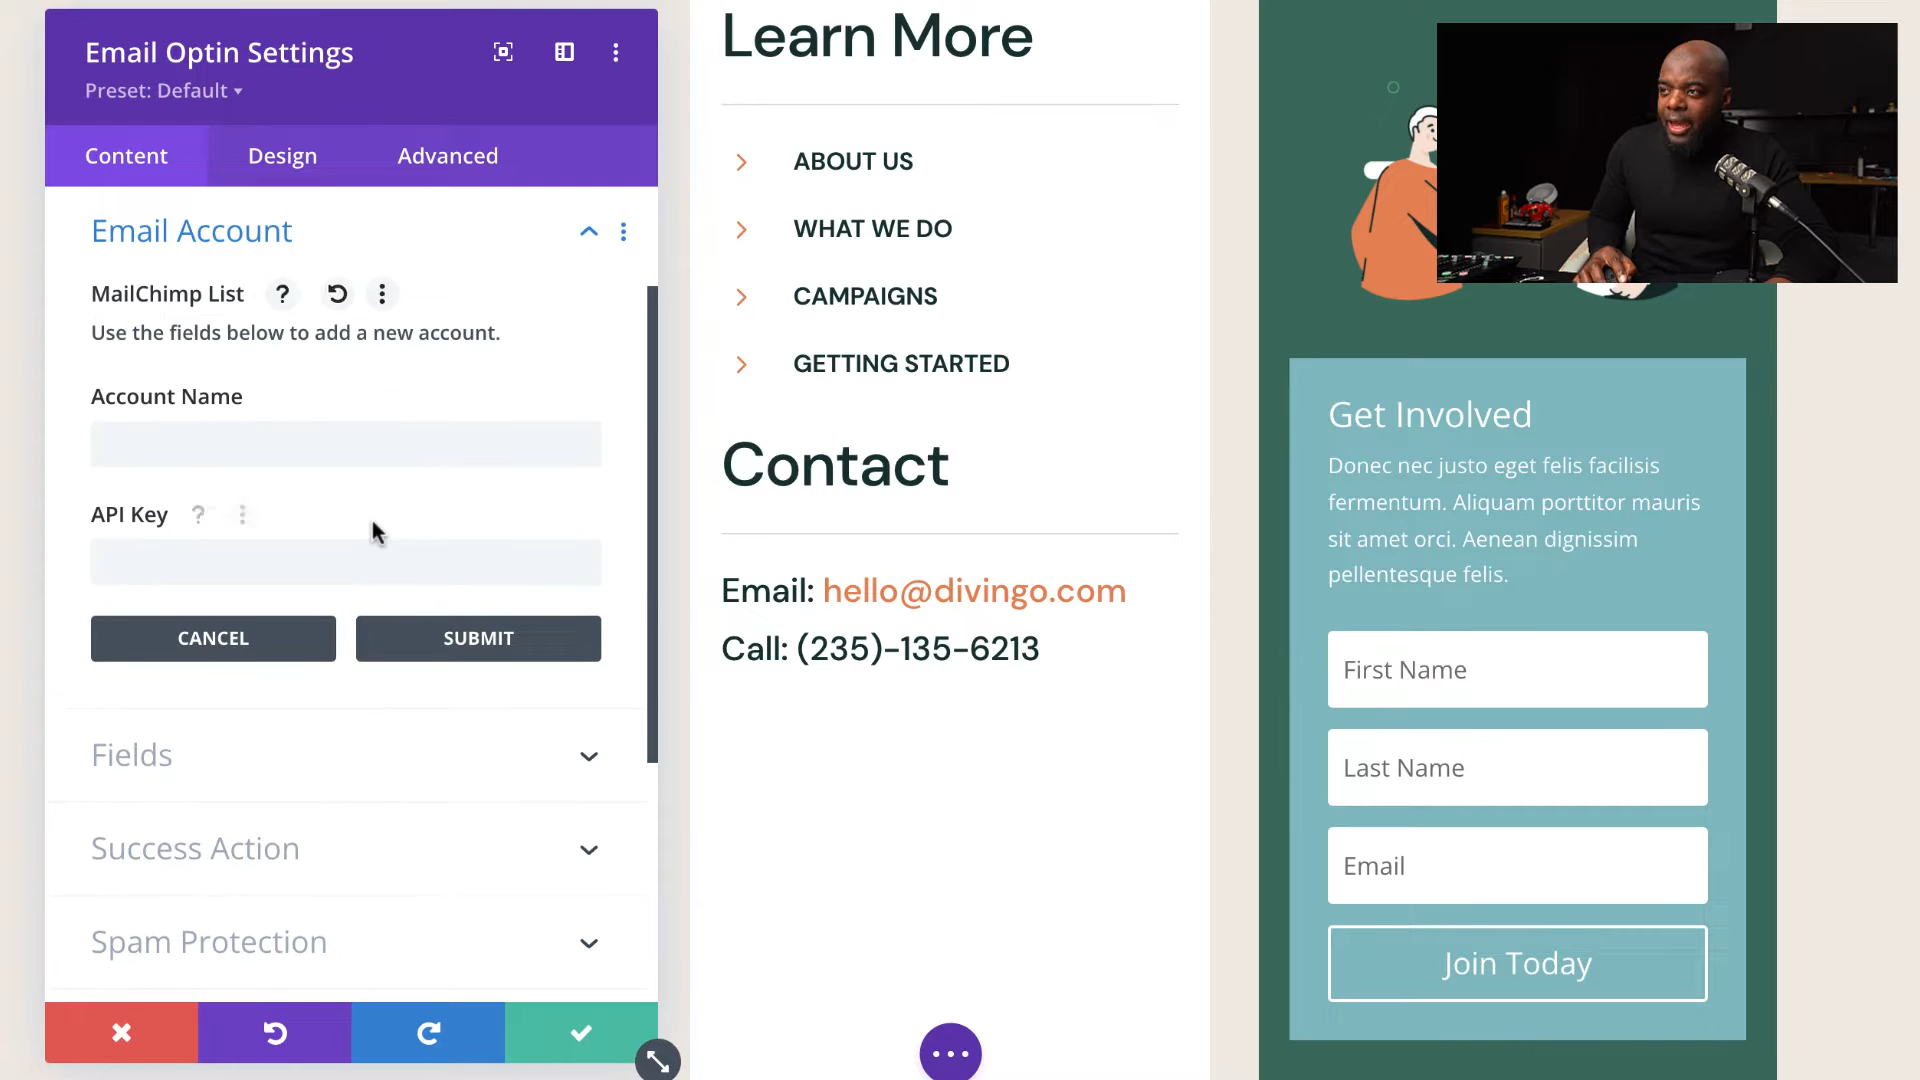 Email Optin Settings
Preset: Default
Content Design Advanced
Email Account
MailChimp List ?
Use the fields below to add a new account.
Account Name
API Key ?
CANCEL SUBMIT
Fields
Success Action
Spam Protection
Learn More
ABOUT US
WHAT WE DO
CAMPAIGNS
GETTING STARTED
Contact
Email: hello@divingo.com
Call: (235)-135-6213
Get Involved
Donec nec justo eget felis facilisis
fermentum. Aliquam porttitor mauris
sit amet orci. Aenean dignissim
pellentesque felis.
First Name
Last Name
Email
Join Today